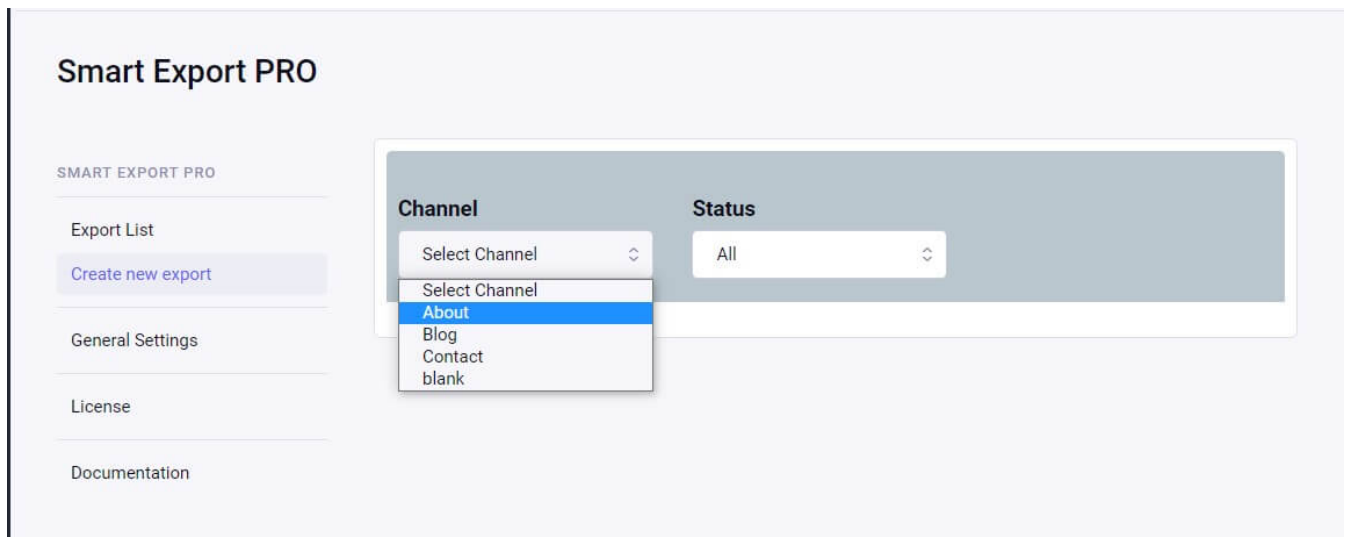 Smart Export PRO
SMART EXPORT PRO
Export List
Create new export
General Settings
License
Documentation
Channel
Status
Select Channel
All
Select Channel
About
Blog
Contact
blank